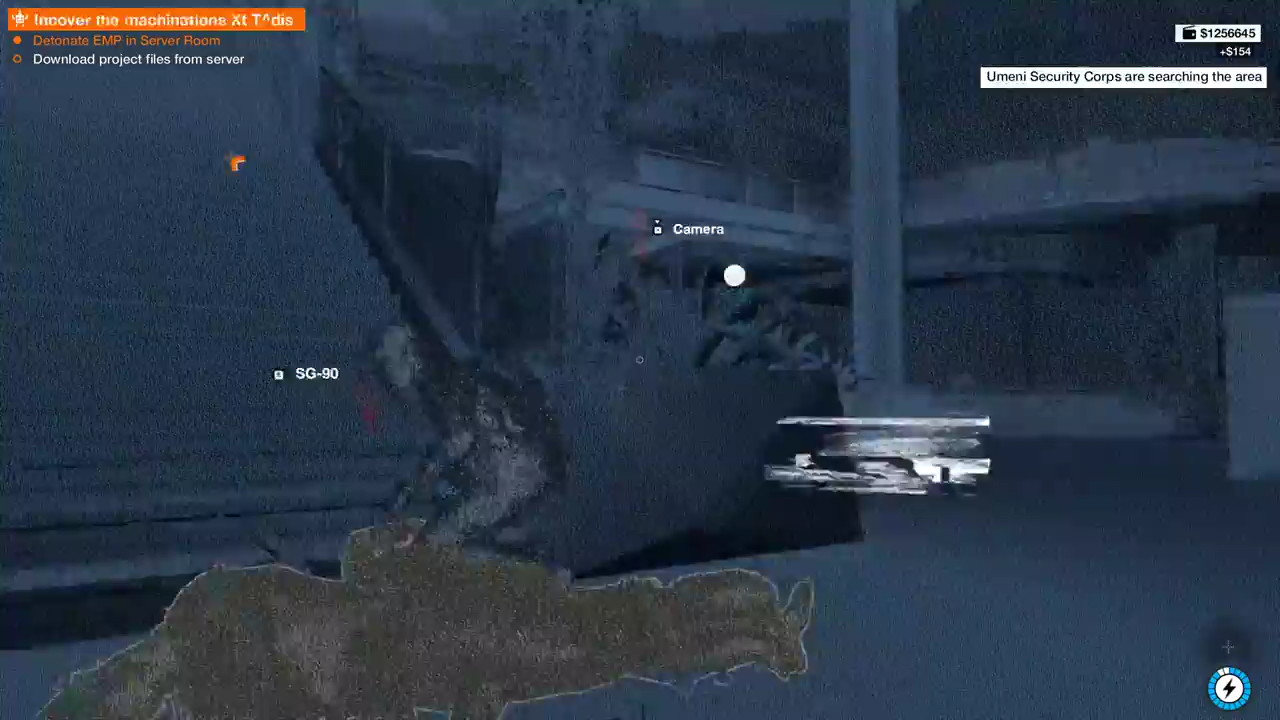 Uncover the machinations At T^dis
Detonate EMP in Server Room
Download project files from server
$1256645
+$154
Umeni Security Corps are searching the area
Camera
SG-90